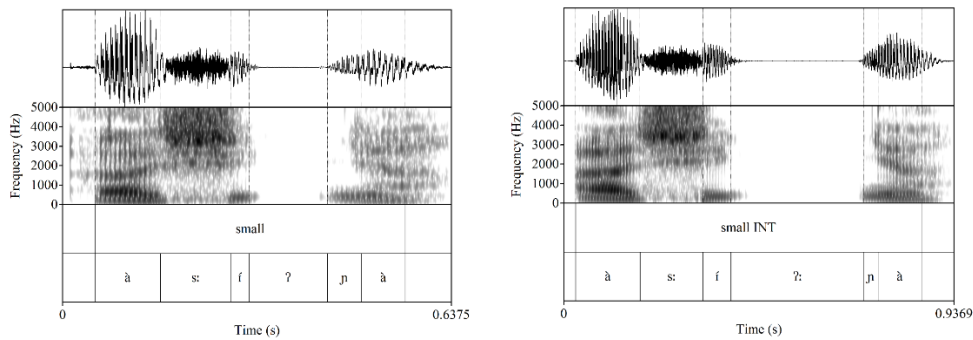 5000
4000
3000
2000
1000
0
Frequency (Hz)
small
à s: í ʔ ɲ à
0 0.6375
Time (s)
5000
4000
3000
2000
1000
0
Frequency (Hz)
small INT
à s: í ʔ: ɲ à
0 0.9369
Time (s)